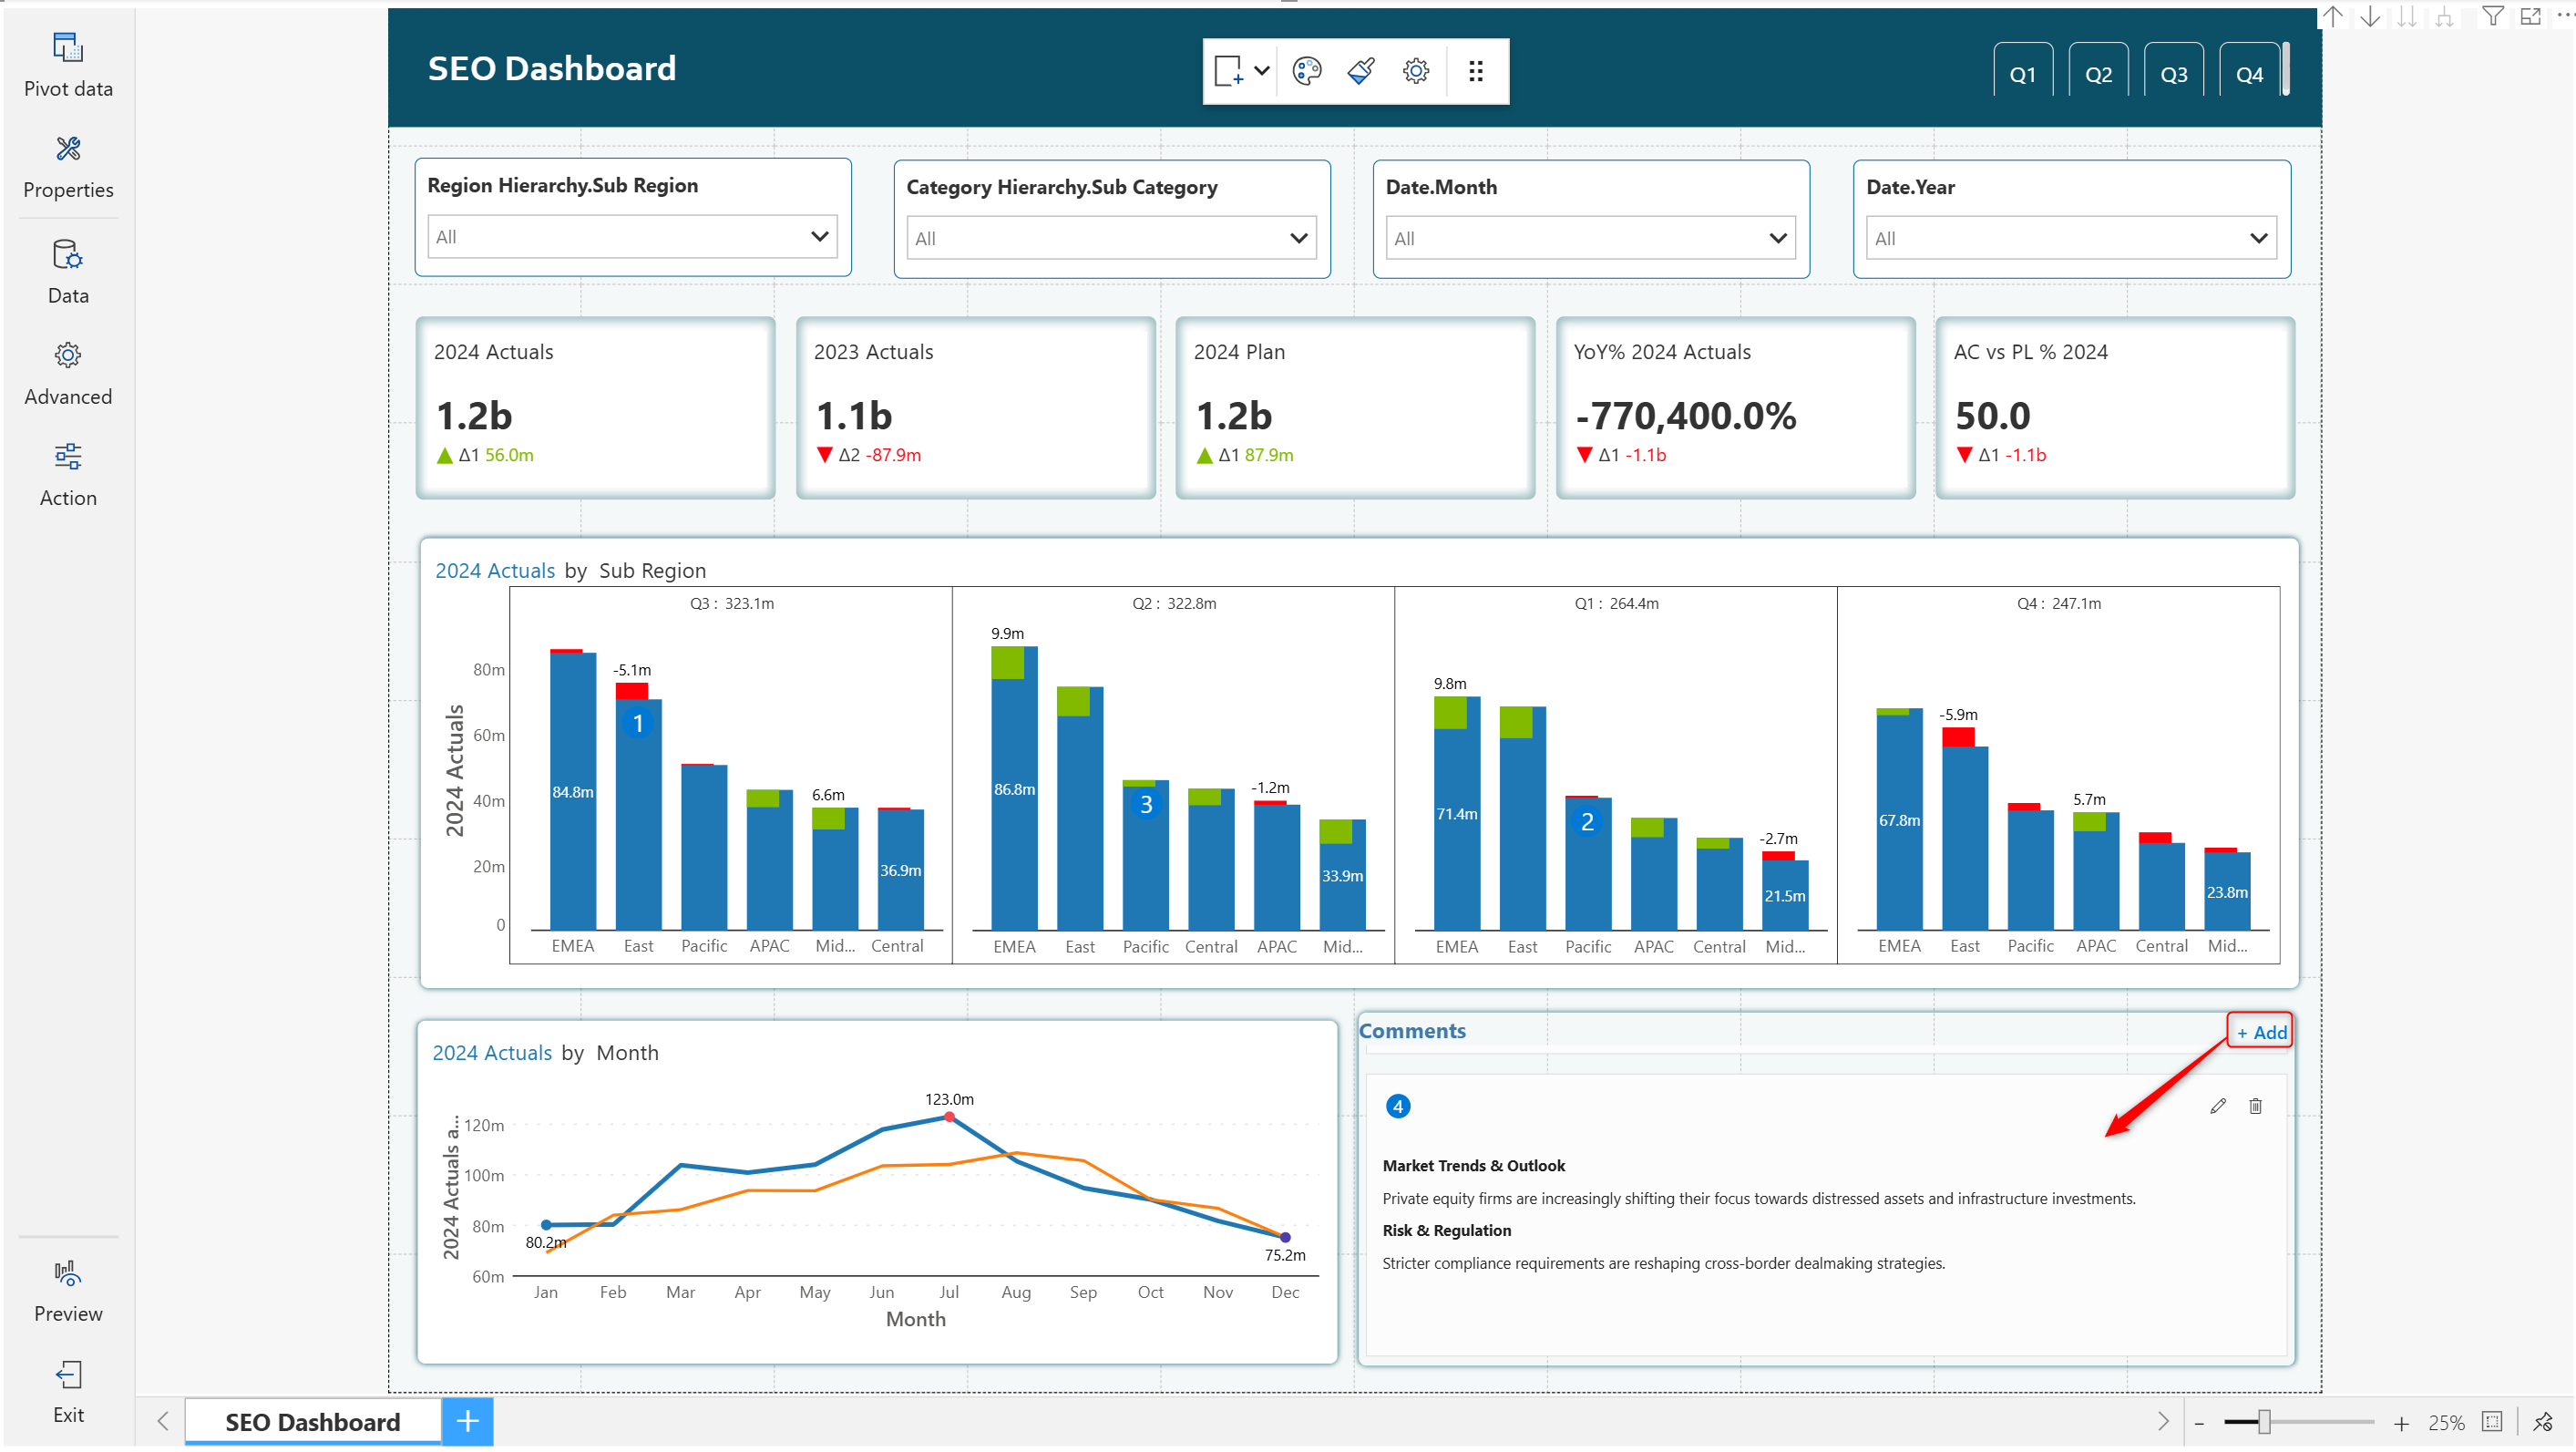 SEO Dashboard
Q1 Q2 Q3 Q4
Pivot data
Properties
Data
Advanced
Action
Preview
Exit
Region Hierarchy.Sub Region
All
Category Hierarchy.Sub Category
All
Date.Month
All
Date.Year
All
2024 Actuals
1.2b
▲ Δ1 56.0m
2023 Actuals
1.1b
▼ Δ2 -87.9m
2024 Plan
1.2b
▲ Δ1 87.9m
YoY% 2024 Actuals
-770,400.0%
▼ Δ1 -1.1b
AC vs PL % 2024
50.0
▼ Δ1 -1.1b
2024 Actuals by Sub Region
2024 Actuals
80m
60m
40m
20m
0
Q3 : 323.1m
-5.1m
1
84.8m
6.6m
36.9m
EMEA East Pacific APAC Mid... Central
Q2 : 322.8m
9.9m
86.8m
3
-1.2m
33.9m
EMEA East Pacific Central APAC Mid...
Q1 : 264.4m
9.8m
71.4m
2
-2.7m
21.5m
EMEA East Pacific APAC Central Mid...
Q4 : 247.1m
-5.9m
67.8m
5.7m
23.8m
EMEA East Pacific APAC Central Mid...
2024 Actuals by Month
2024 Actuals a...
120m
100m
80m
60m
123.0m
80.2m
75.2m
Jan Feb Mar Apr May Jun Jul Aug Sep Oct Nov Dec
Month
Comments
+ Add
4
Market Trends & Outlook
Private equity firms are increasingly shifting their focus towards distressed assets and infrastructure investments.
Risk & Regulation
Stricter compliance requirements are reshaping cross-border dealmaking strategies.
SEO Dashboard +
- + 25%